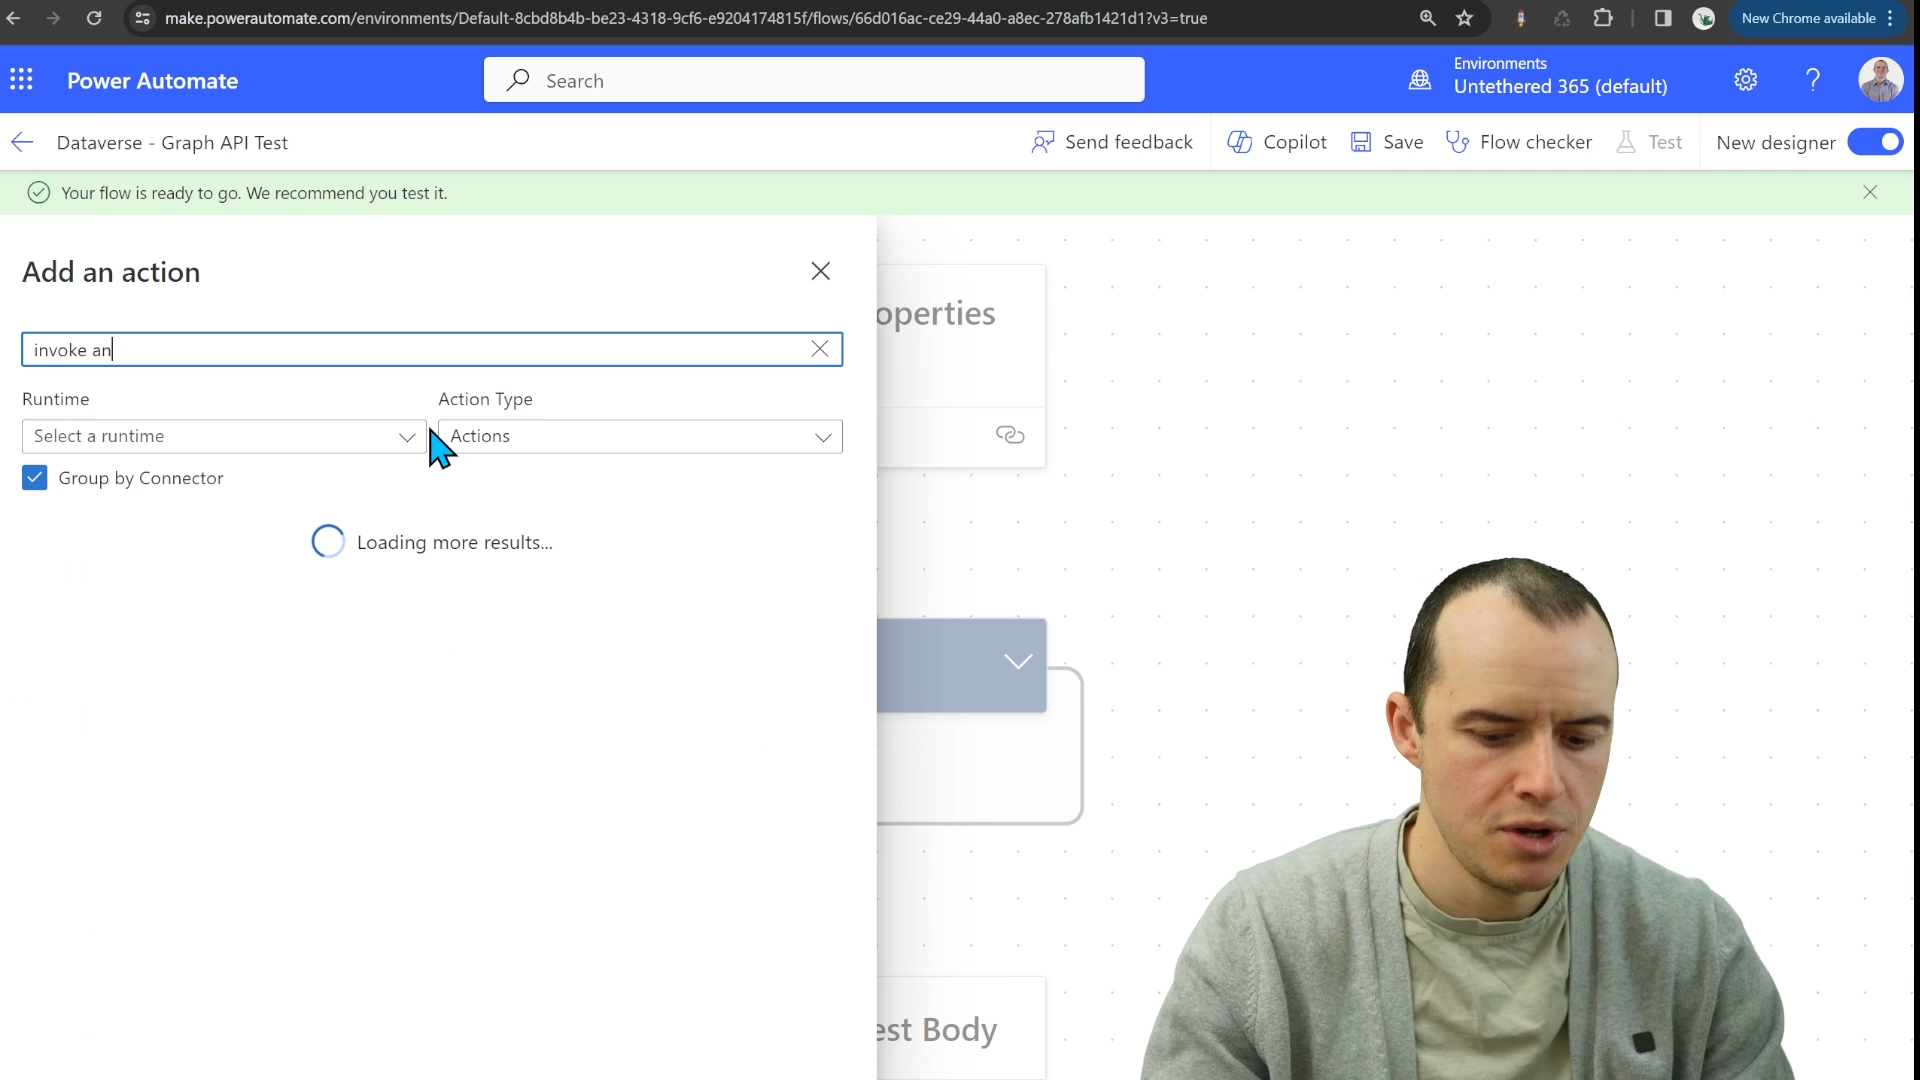 make.powerautomate.com/environments/Default-8cbd8b4b-be23-4318-9cf6-e9204174815f/flows/66d016ac-ce29-44a0-a8ec-278afb1421d1?v3=true
New Chrome available
Power Automate
Search
Environments
Untethered 365 (default)
Dataverse - Graph API Test
Send feedback
Copilot
Save
Flow checker
Test
New designer
Your flow is ready to go. We recommend you test it.
Add an action
operties
invoke an
Runtime
Action Type
Select a runtime
Actions
Group by Connector
Loading more results...
est Body